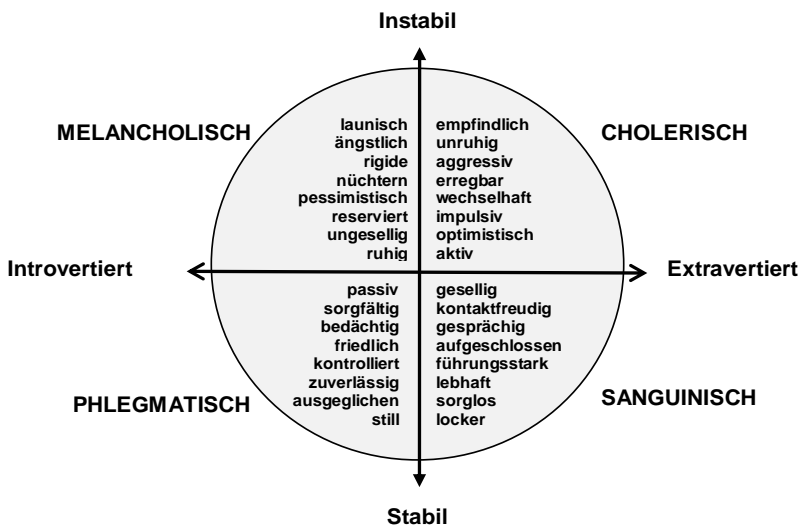 Instabil
MELANCHOLISCH
CHOLERISCH
launisch
ängstlich
rigide
nüchtern
pessimistisch
reserviert
ungesellig
ruhig
empfindlich
unruhig
aggressiv
erregbar
wechselhaft
impulsiv
optimistisch
aktiv
Introvertiert
Extravertiert
passiv
sorgfältig
bedächtig
friedlich
kontrolliert
zuverlässig
ausgeglichen
still
gesellig
kontaktfreudig
gesprächig
aufgeschlossen
führungsstark
lebhaft
sorglos
locker
PHLEGMATISCH
SANGUINISCH
Stabil